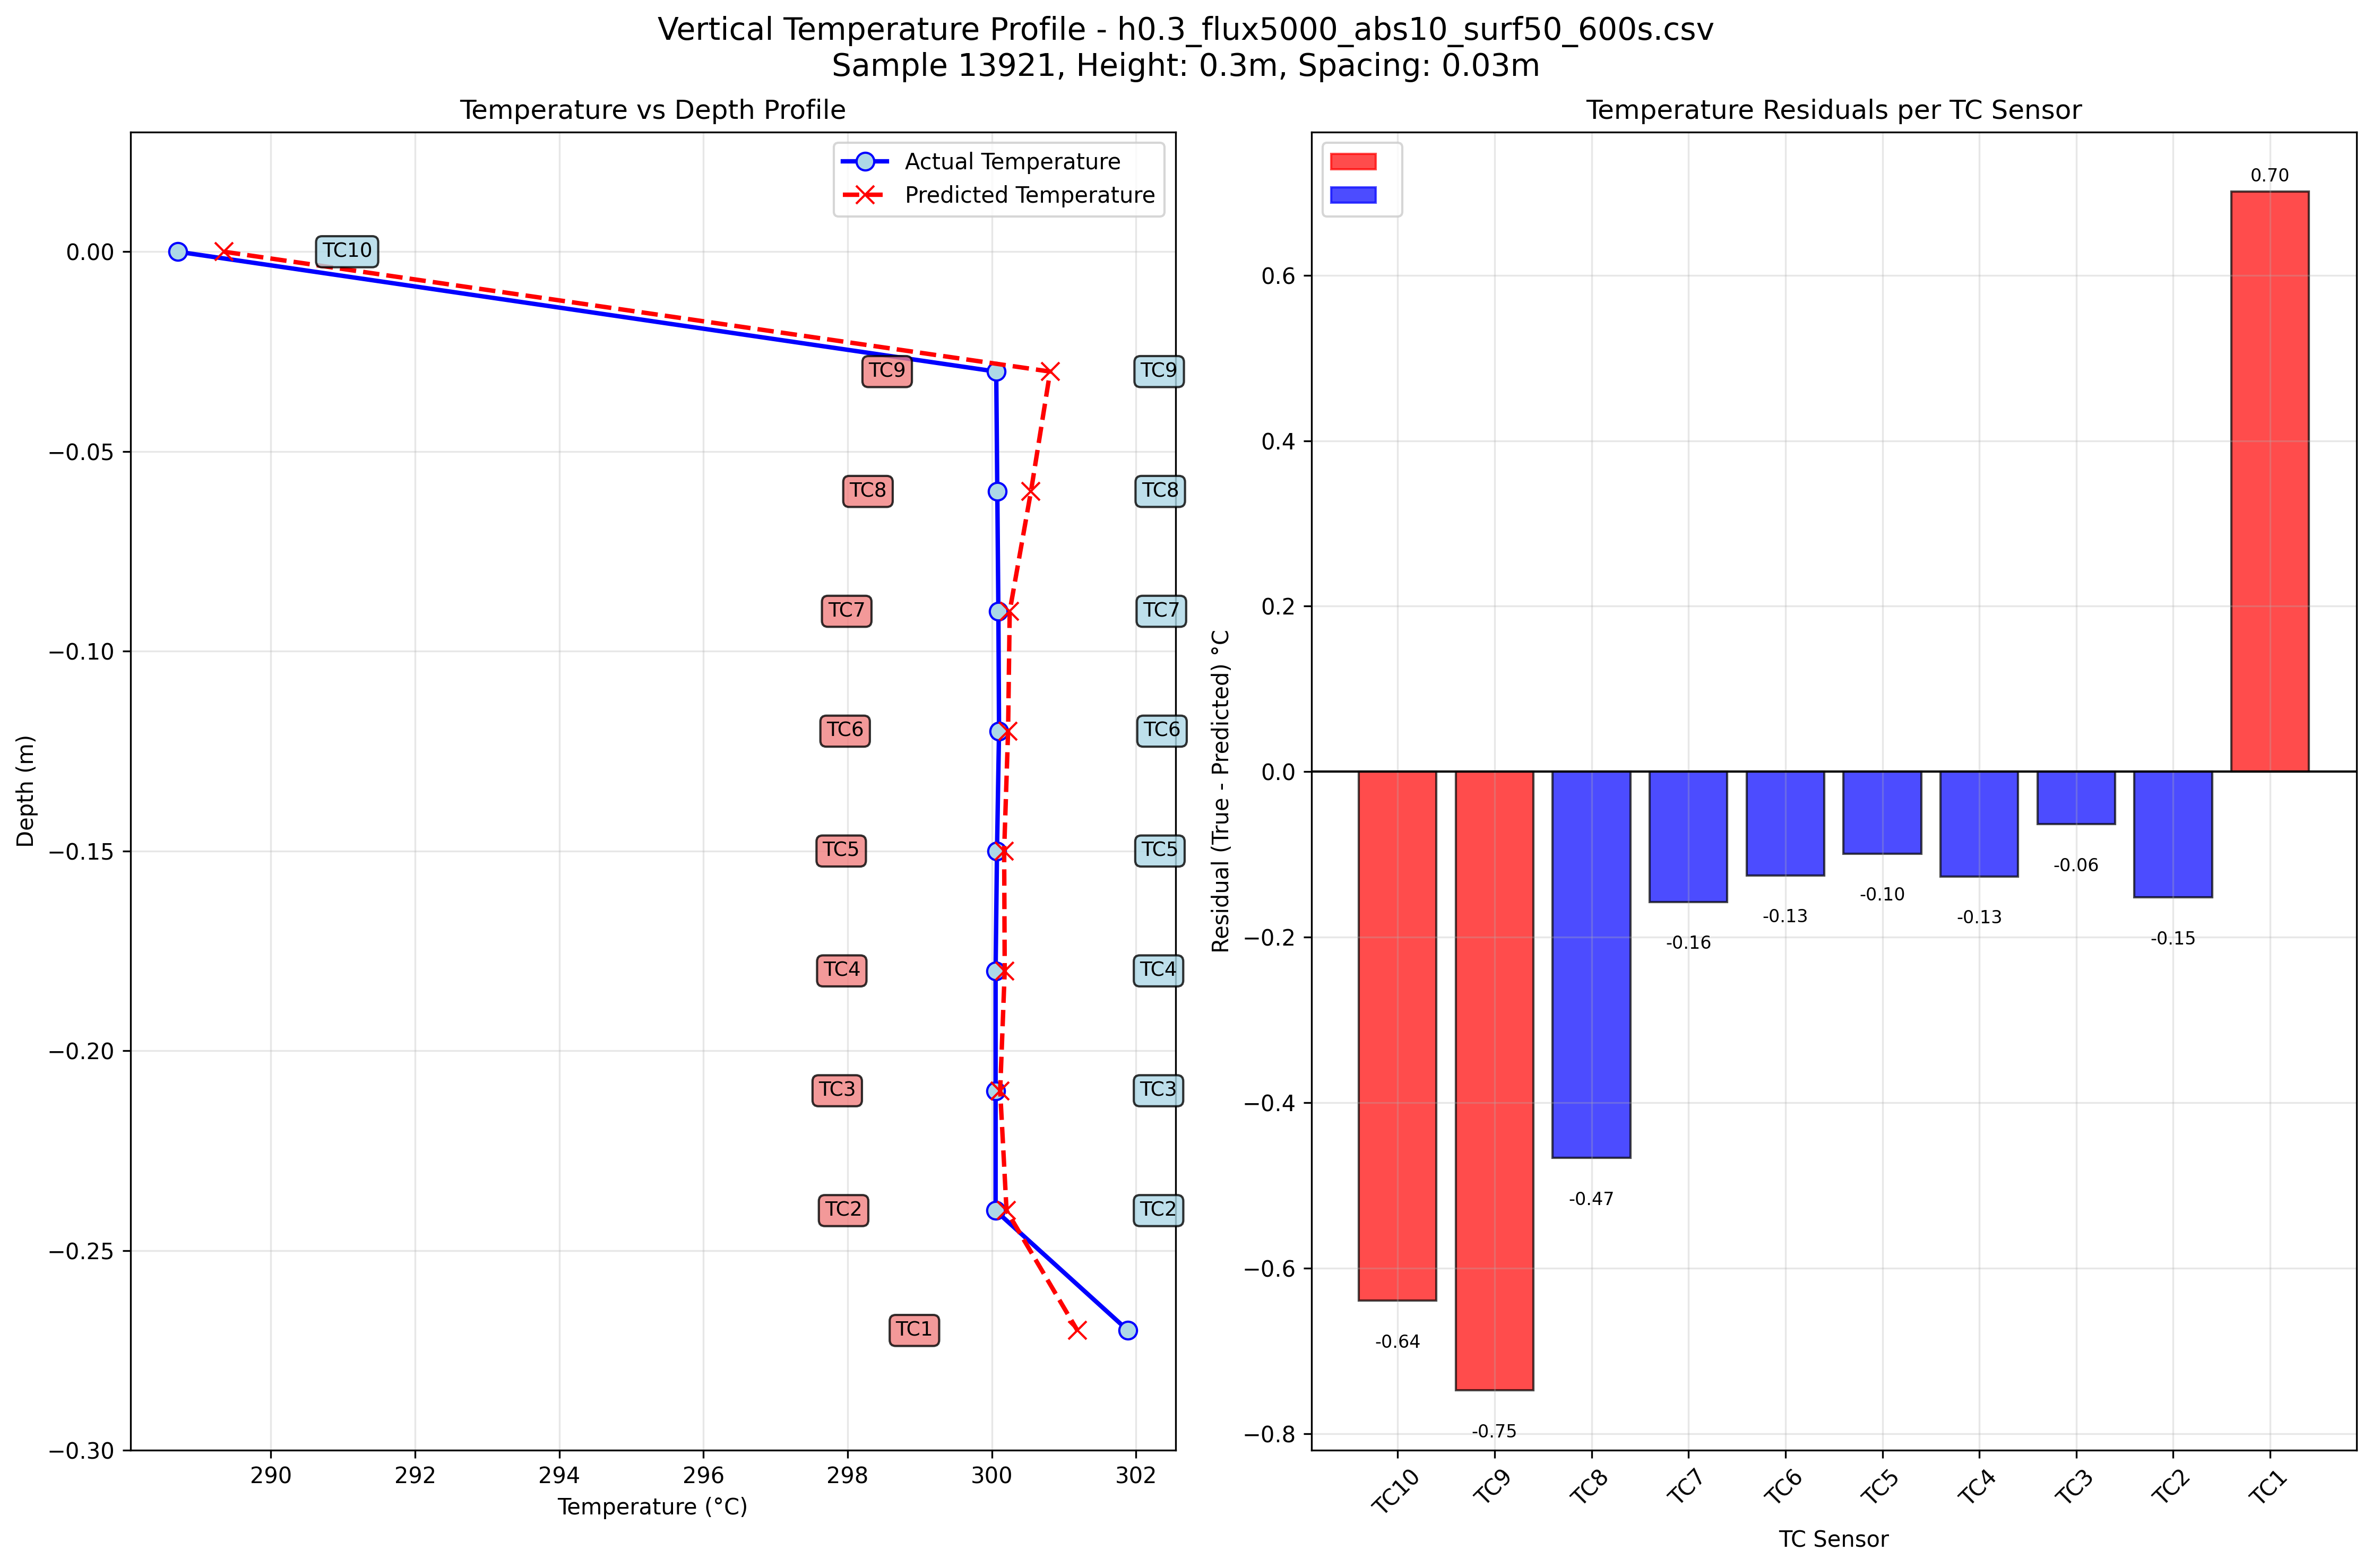 Vertical Temperature Profile - h0.3_flux5000_abs10_surf50_600s.csv
Sample 13921, Height: 0.3m, Spacing: 0.03m
Temperature vs Depth Profile
Actual Temperature
Predicted Temperature
TC10
TC9
TC9
TC8
TC8
TC7
TC7
TC6
TC6
TC5
TC5
TC4
TC4
TC3
TC3
TC2
TC2
TC1
0.00
−0.05
−0.10
−0.15
−0.20
−0.25
−0.30
Depth (m)
290
292
294
296
298
300
302
Temperature (°C)
Temperature Residuals per TC Sensor
0.70
-0.64
-0.75
-0.47
-0.16
-0.13
-0.10
-0.13
-0.06
-0.15
0.6
0.4
0.2
0.0
−0.2
−0.4
−0.6
−0.8
Residual (True - Predicted) °C
TC10
TC9
TC8
TC7
TC6
TC5
TC4
TC3
TC2
TC1
TC Sensor